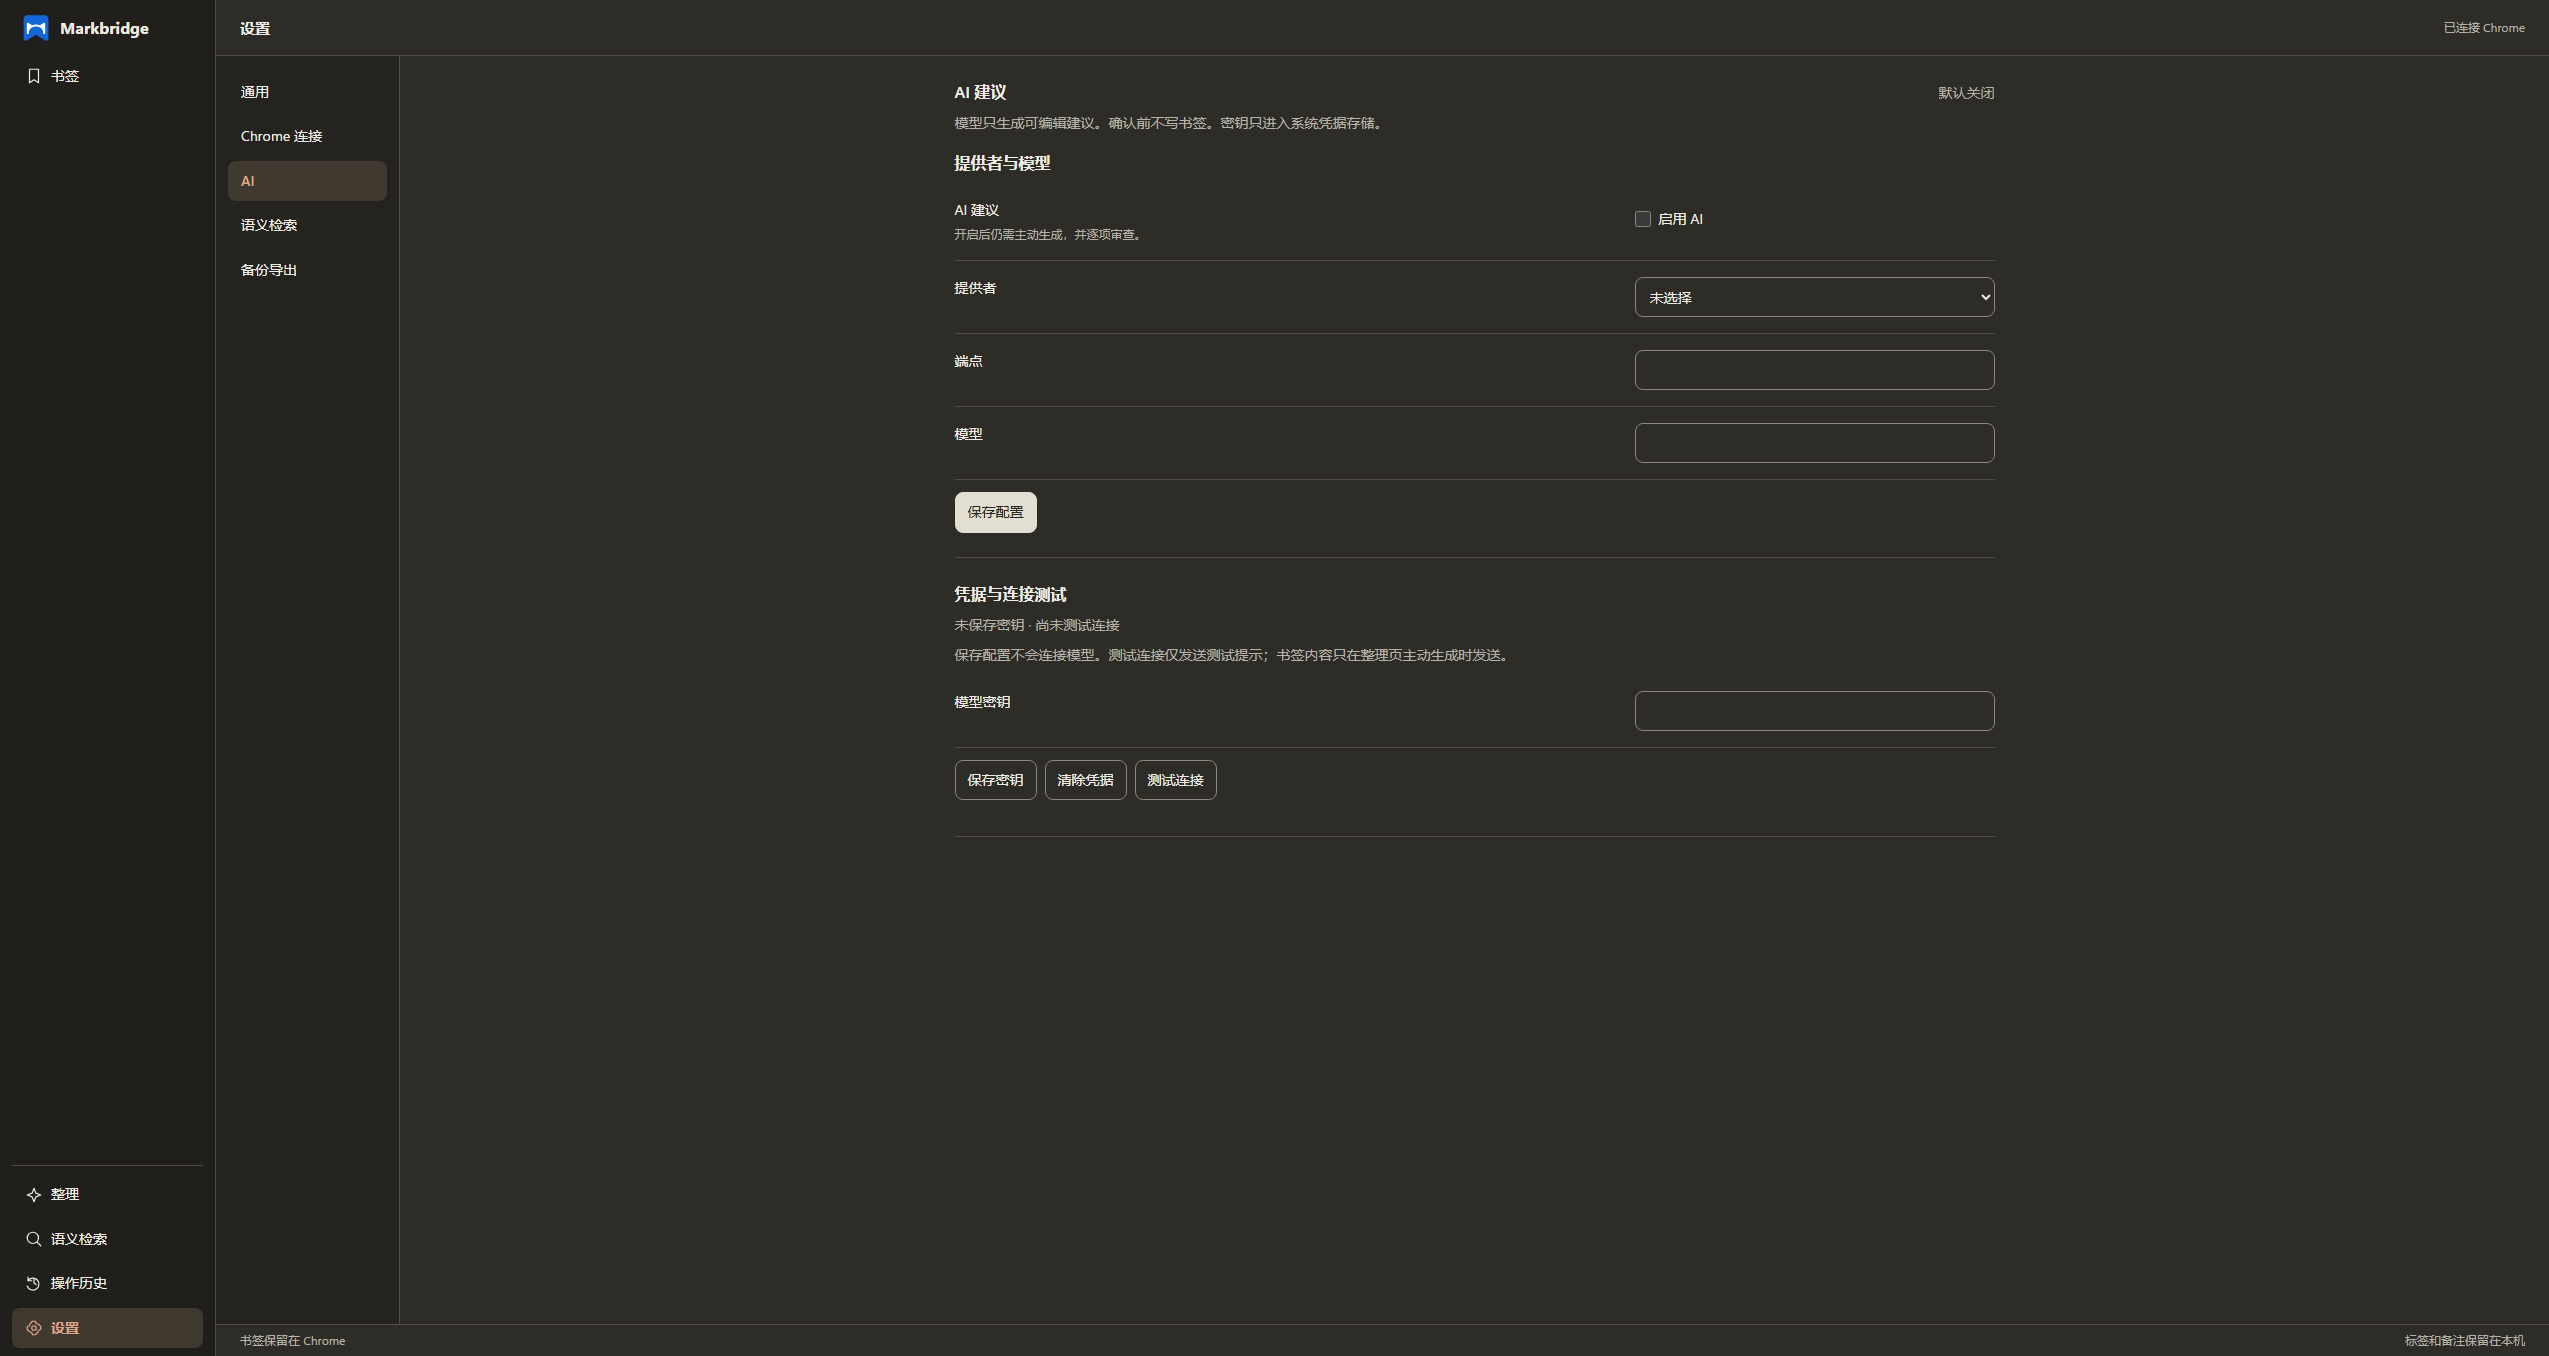 Markbridge
书签
整理
语义检索
操作历史
设置
设置
已连接 Chrome
通用
Chrome 连接
AI
语义检索
备份导出
AI 建议
默认关闭
模型只生成可编辑建议。确认前不写书签。密钥只进入系统凭据存储。
提供者与模型
AI 建议
开启后仍需主动生成，并逐项审查。
启用 AI
提供者
未选择
端点
模型
保存配置
凭据与连接测试
未保存密钥 · 尚未测试连接
保存配置不会连接模型。测试连接仅发送测试提示；书签内容只在整理页主动生成时发送。
模型密钥
保存密钥
清除凭据
测试连接
书签保留在 Chrome
标签和备注保留在本机